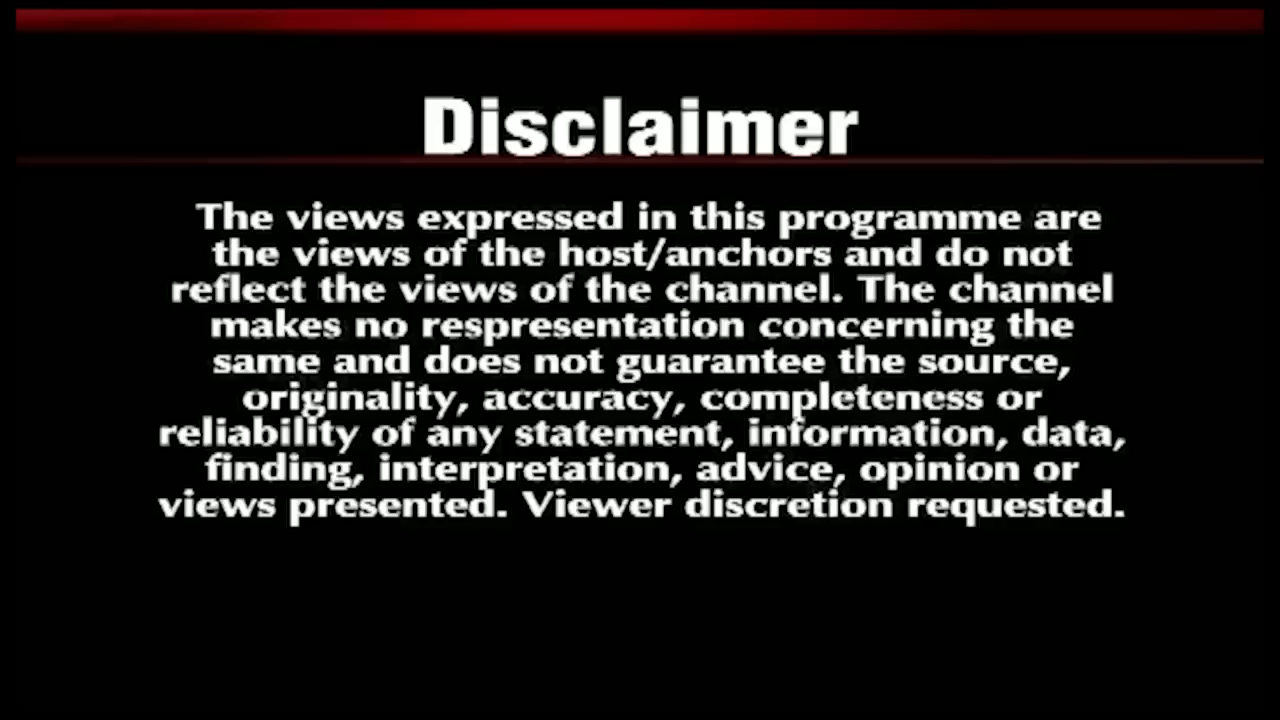 Disclaimer
The views expressed in this programme are
the views of the host/anchors and do not
reflect the views of the channel. The channel
makes no respresentation concerning the
same and does not guarantee the source,
originality, accuracy, completeness or
reliability of any statement, information, data,
finding, interpretation, advice, opinion or
views presented. Viewer discretion requested.